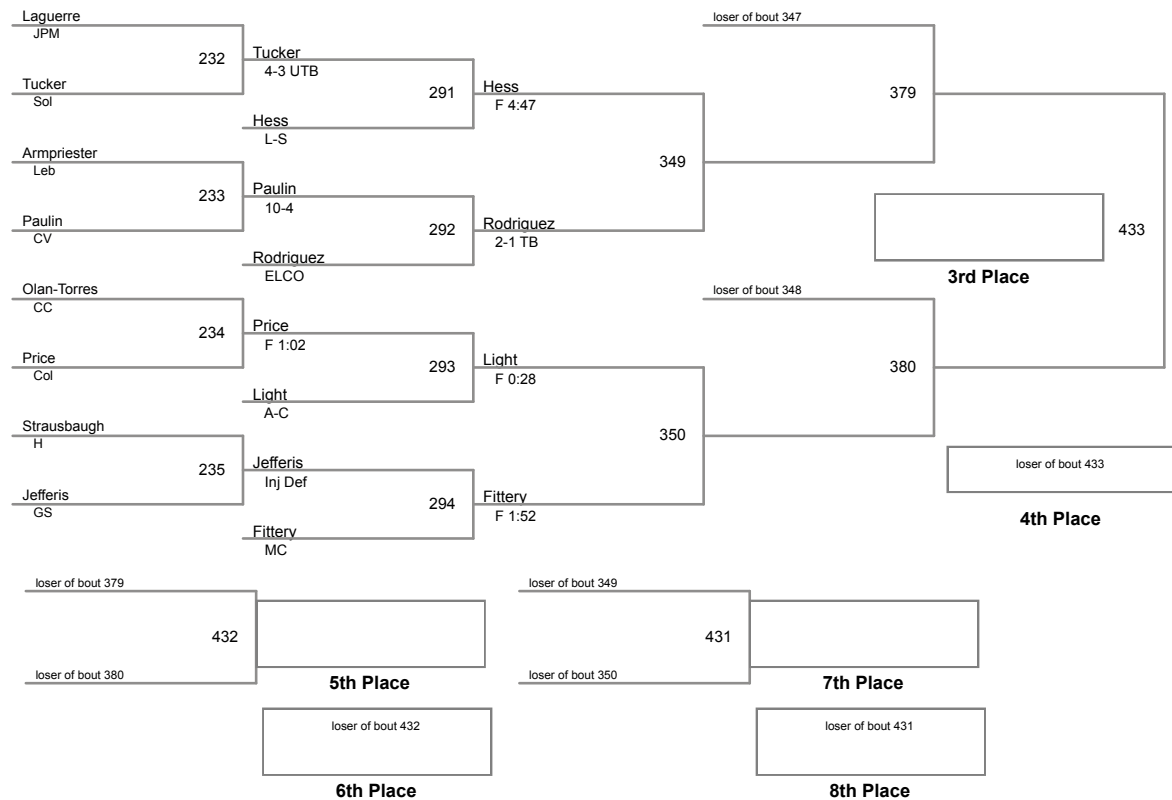 Laguerre
JPM
loser of bout 347
232
Tucker
4-3 UTB
Tucker
Sol
291
Hess
F 4:47
379
Hess
L-S
Armpriester
Leb
349
233
Paulin
10-4
Paulin
CV
292
Rodriguez
2-1 TB
433
Rodriguez
ELCO
3rd Place
Olan-Torres
CC
loser of bout 348
234
Price
F 1:02
Price
Col
293
Light
F 0:28
380
Light
A-C
Strausbaugh
H
350
235
Jefferis
Inj Def
loser of bout 433
Jefferis
GS
294
Fittery
F 1:52
4th Place
Fittery
MC
loser of bout 379
loser of bout 349
432
431
loser of bout 380
5th Place
loser of bout 350
7th Place
loser of bout 432
loser of bout 431
6th Place
8th Place